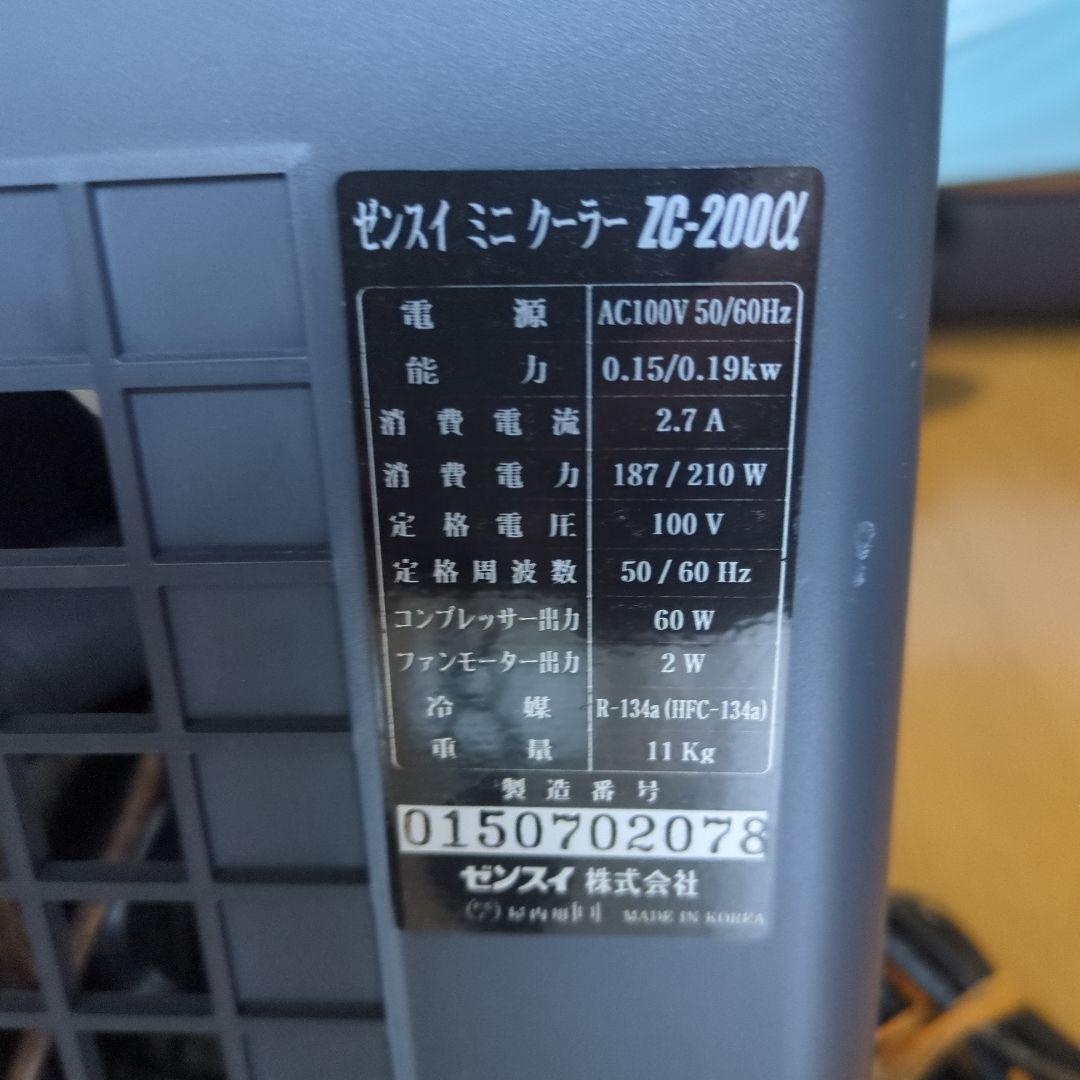 ゼンスイ ミニ クーラー ZC-200α
電源 AC100V 50/60Hz
能力 0.15/0.19kw
消費電流 2.7 A
消費電力 187 / 210 W
定格電圧 100 V
定格周波数 50 / 60 Hz
コンプレッサー出力 60 W
ファンモーター出力 2 W
冷媒 R-134a (HFC-134a)
重量 11 Kg
製造番号
0150702078
ゼンスイ 株式会社
屋内用 MADE IN KOREA